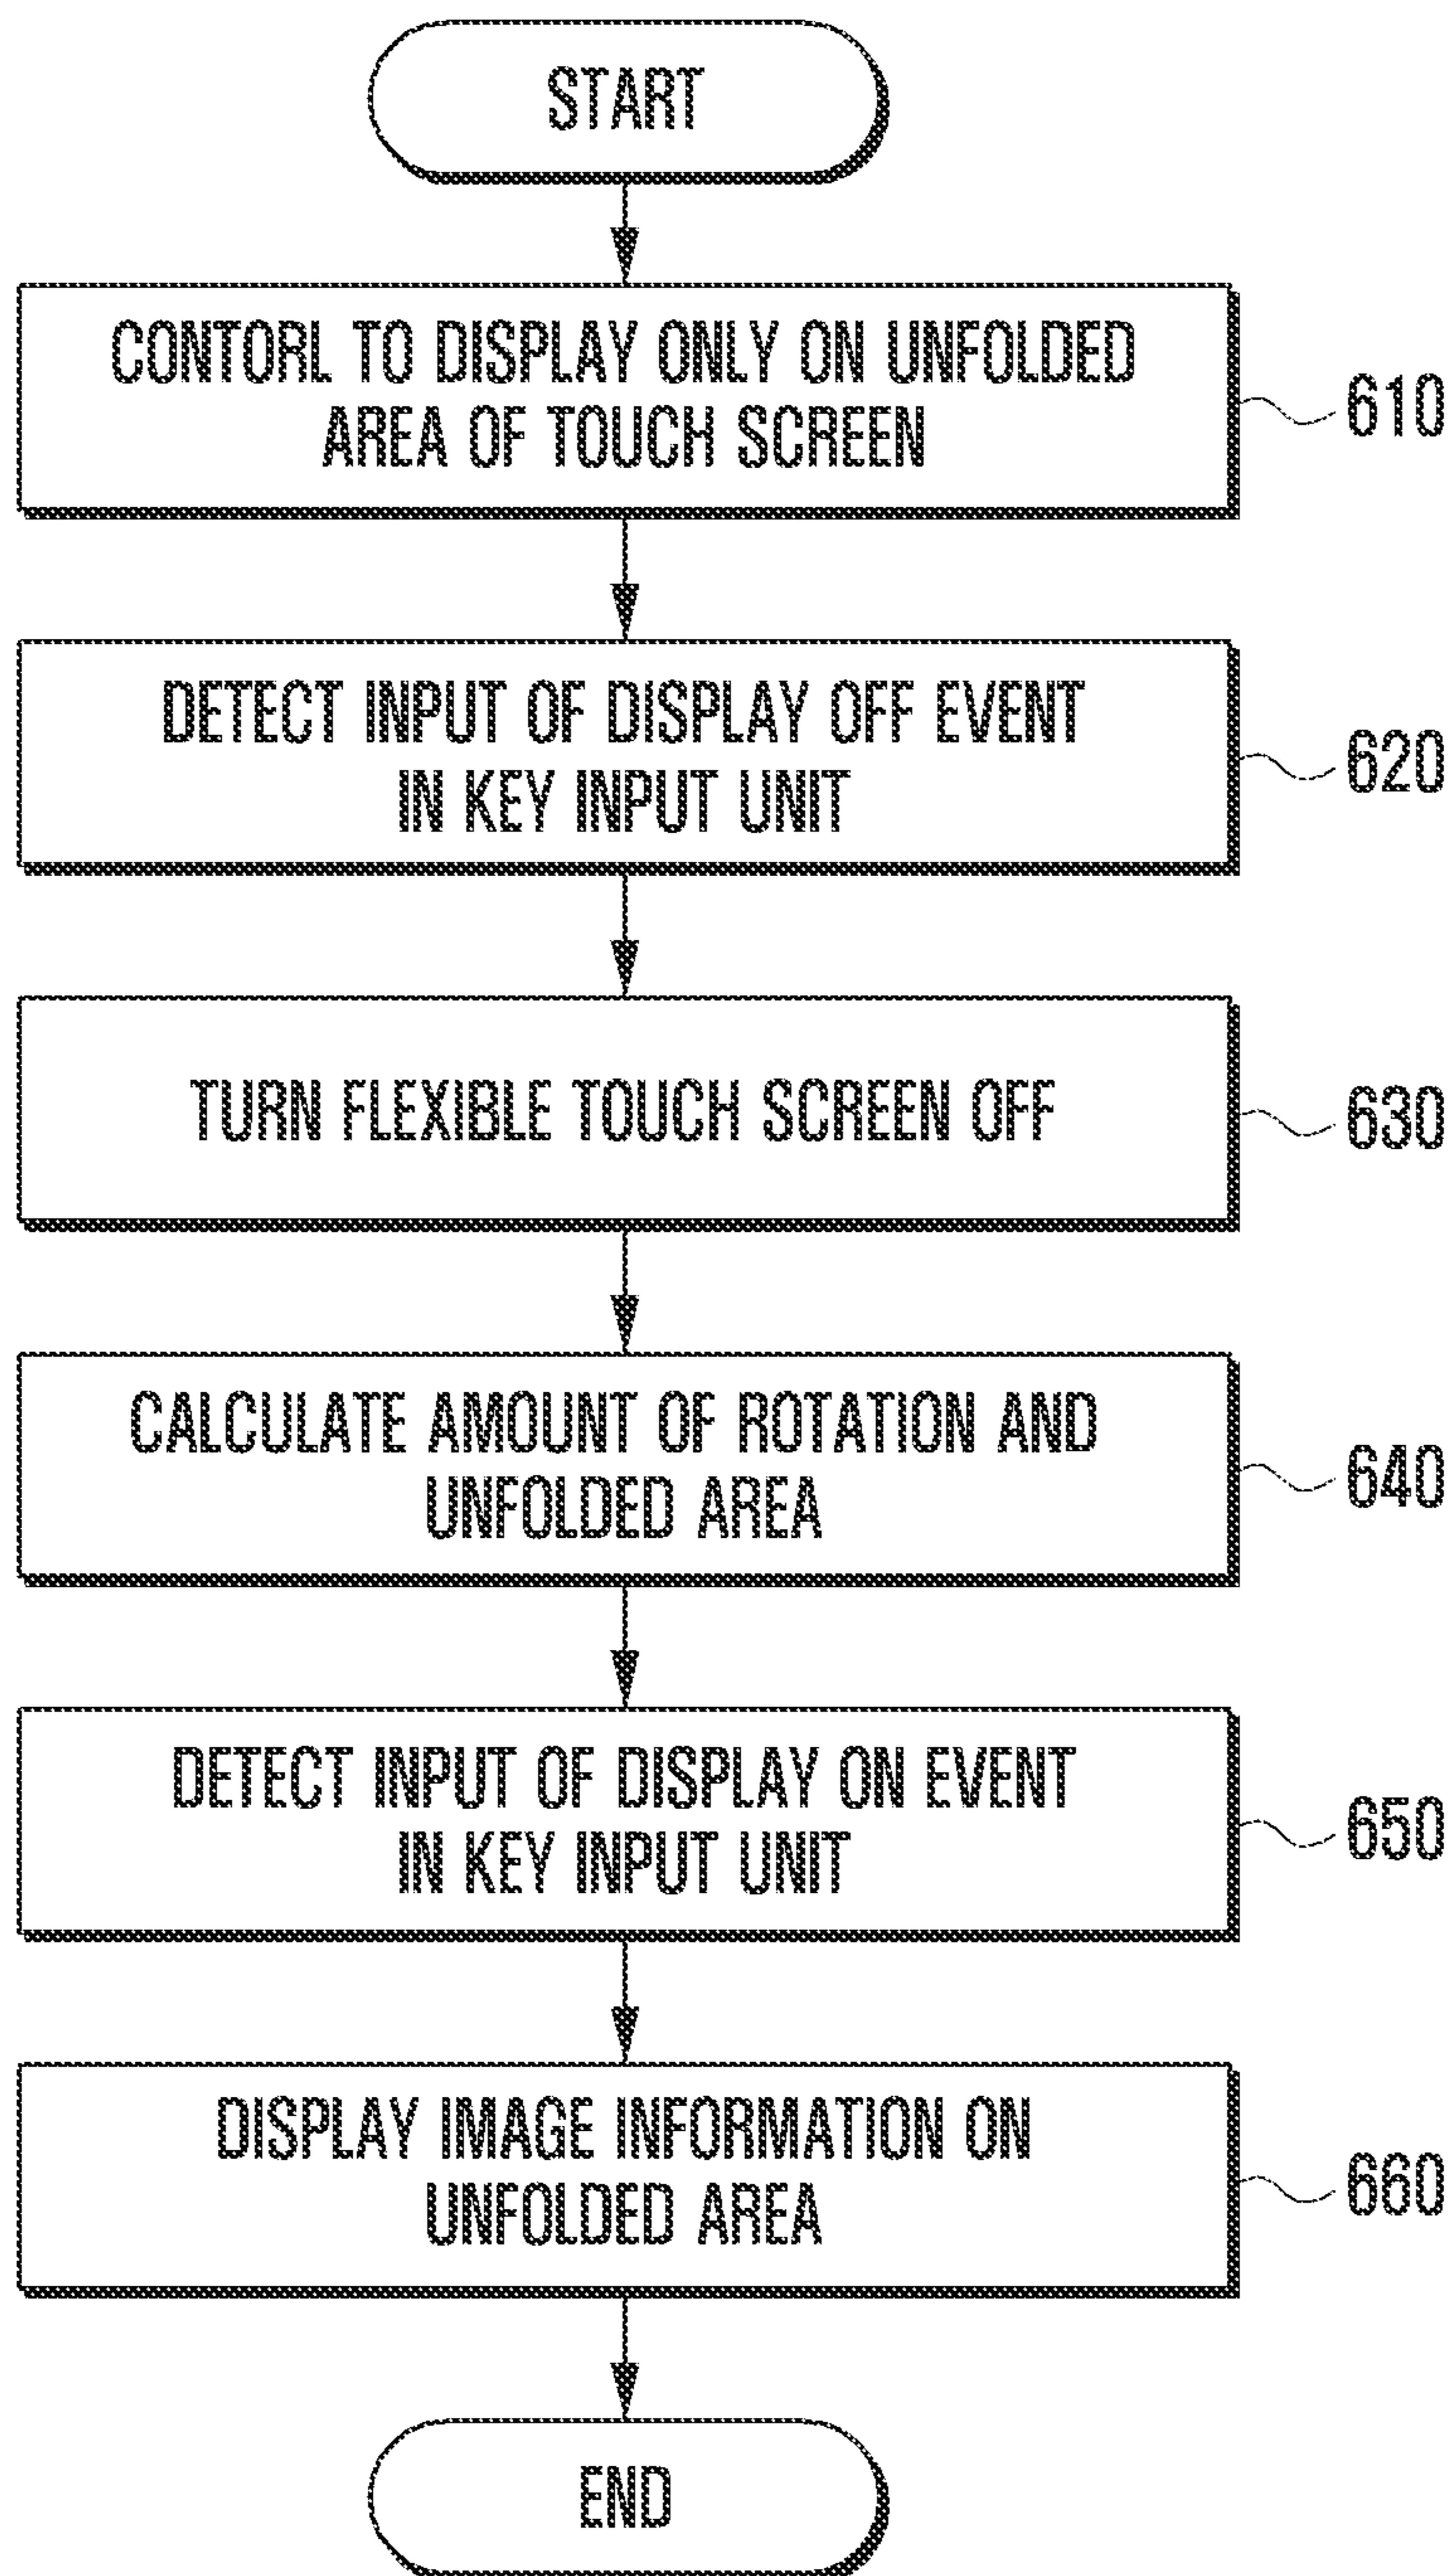 START
CONTORL TO DISPLAY ONLY ON UNFOLDED
AREA OF TOUCH SCREEN
610
DETECT INPUT OF DISPLAY OFF EVENT
IN KEY INPUT UNIT
620
TURN FLEXIBLE TOUCH SCREEN OFF
630
CALCULATE AMOUNT OF ROTATION AND
UNFOLDED AREA
640
DETECT INPUT OF DISPLAY ON EVENT
IN KEY INPUT UNIT
650
DISPLAY IMAGE INFORMATION ON
UNFOLDED AREA
660
END